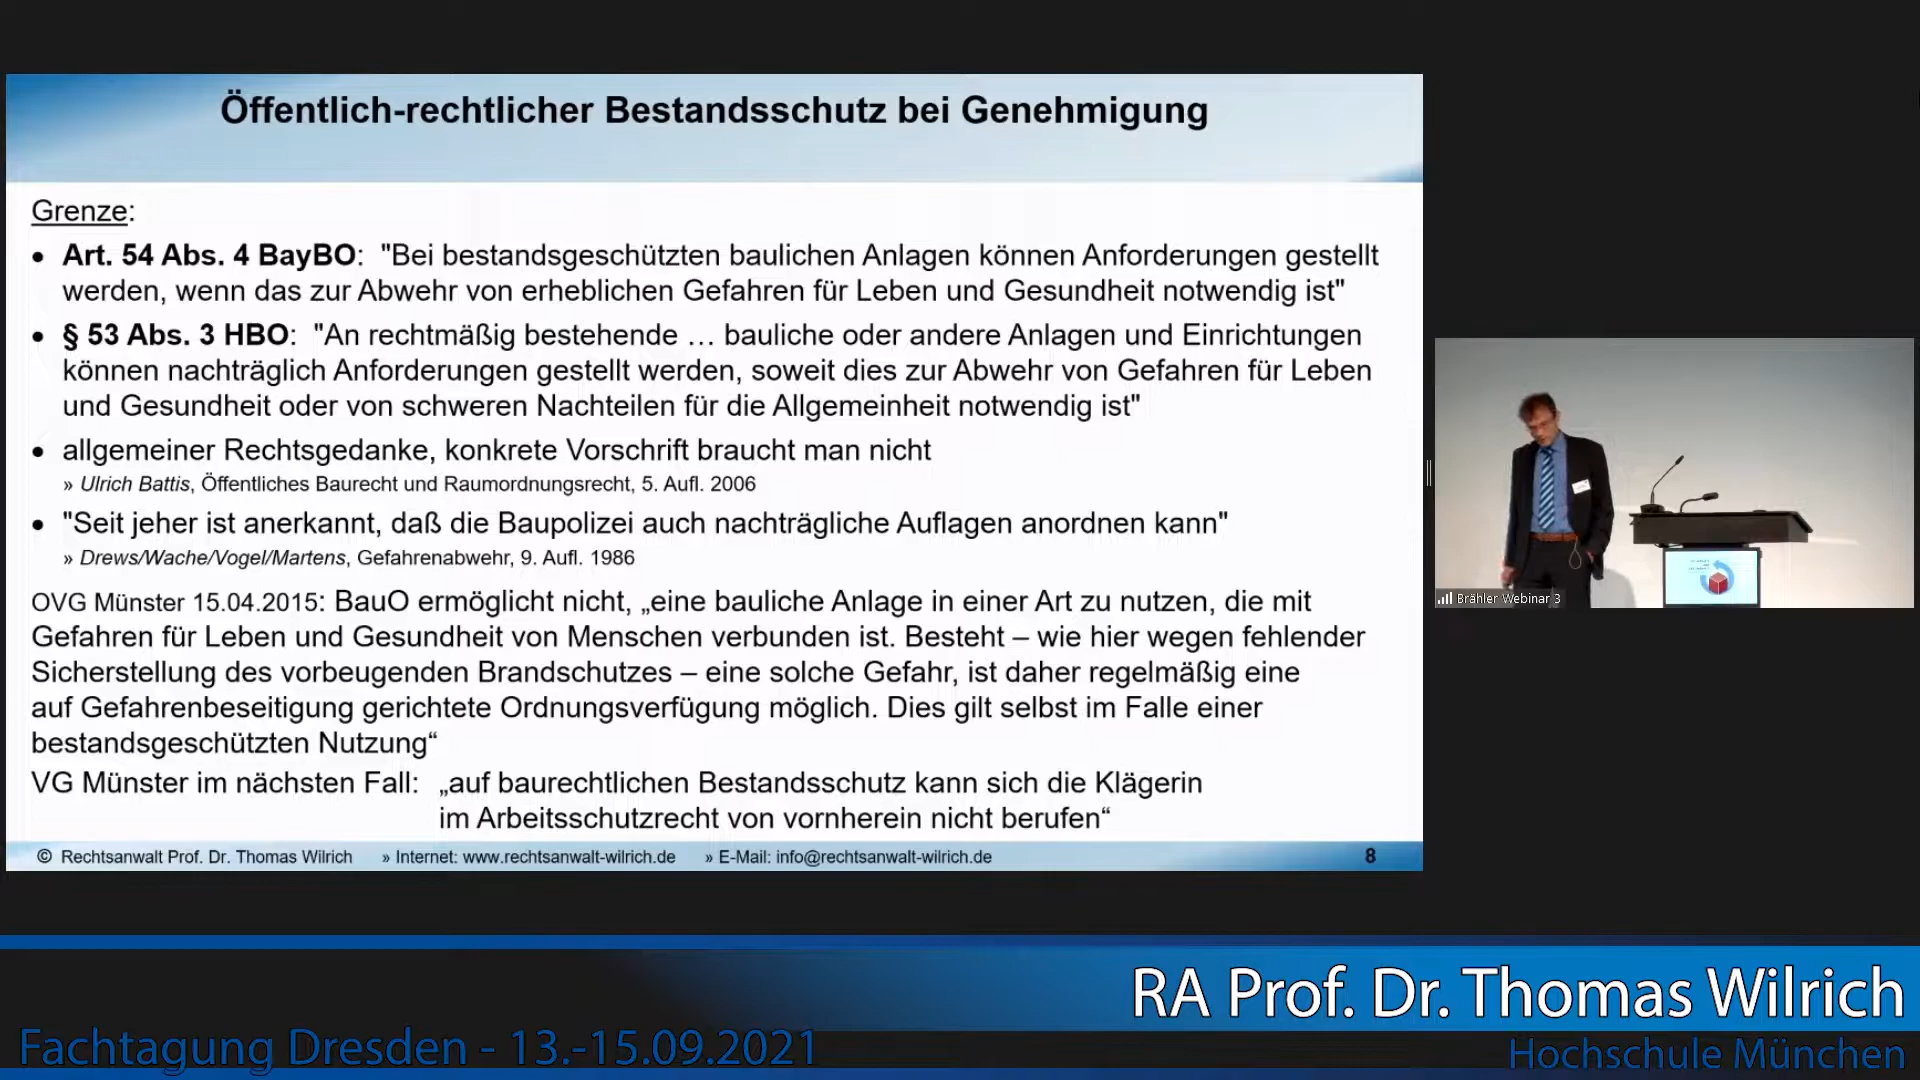 Öffentlich-rechtlicher Bestandsschutz bei Genehmigung
Grenze:
• Art. 54 Abs. 4 BayBO: "Bei bestandsgeschützten baulichen Anlagen können Anforderungen gestellt
werden, wenn das zur Abwehr von erheblichen Gefahren für Leben und Gesundheit notwendig ist"
• § 53 Abs. 3 HBO: "An rechtmäßig bestehende … bauliche oder andere Anlagen und Einrichtungen
können nachträglich Anforderungen gestellt werden, soweit dies zur Abwehr von Gefahren für Leben
und Gesundheit oder von schweren Nachteilen für die Allgemeinheit notwendig ist"
• allgemeiner Rechtsgedanke, konkrete Vorschrift braucht man nicht
» Ulrich Battis, Öffentliches Baurecht und Raumordnungsrecht, 5. Aufl. 2006
• "Seit jeher ist anerkannt, daß die Baupolizei auch nachträgliche Auflagen anordnen kann"
» Drews/Wache/Vogel/Martens, Gefahrenabwehr, 9. Aufl. 1986
OVG Münster 15.04.2015: BauO ermöglicht nicht, „eine bauliche Anlage in einer Art zu nutzen, die mit
Gefahren für Leben und Gesundheit von Menschen verbunden ist. Besteht – wie hier wegen fehlender
Sicherstellung des vorbeugenden Brandschutzes – eine solche Gefahr, ist daher regelmäßig eine
auf Gefahrenbeseitigung gerichtete Ordnungsverfügung möglich. Dies gilt selbst im Falle einer
bestandsgeschützten Nutzung“
VG Münster im nächsten Fall: „auf baurechtlichen Bestandsschutz kann sich die Klägerin
im Arbeitsschutzrecht von vornherein nicht berufen“
© Rechtsanwalt Prof. Dr. Thomas Wilrich » Internet: www.rechtsanwalt-wilrich.de » E-Mail: info@rechtsanwalt-wilrich.de 8
Brähler Webinar 3
RA Prof. Dr. Thomas Wilrich
Fachtagung Dresden - 13.-15.09.2021
Hochschule München